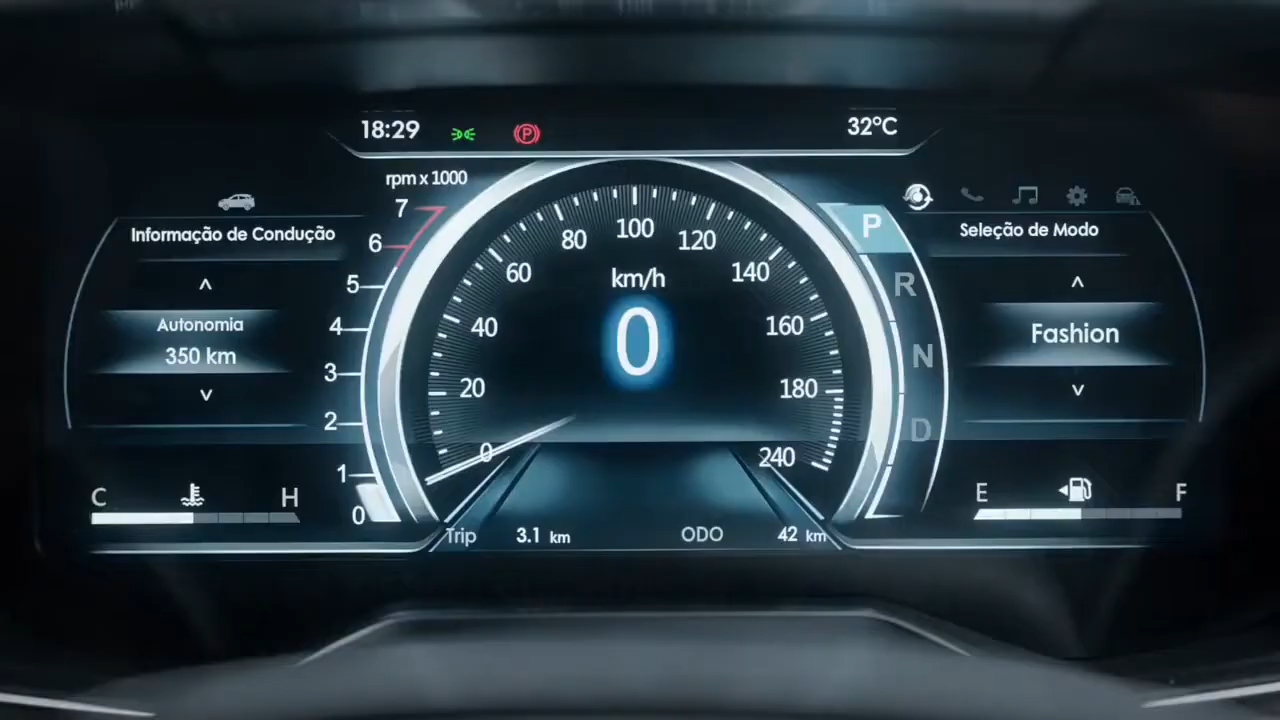 18:29
32°C
rpm x 1000
7
6
5
4
3
2
1
0
Informação de Condução
Autonomia
350 km
C
H
0
20
40
60
80
100
120
140
160
180
240
km/h
0
Trip 3.1 km
ODO 42 km
P
R
N
D
Seleção de Modo
Fashion
E
F